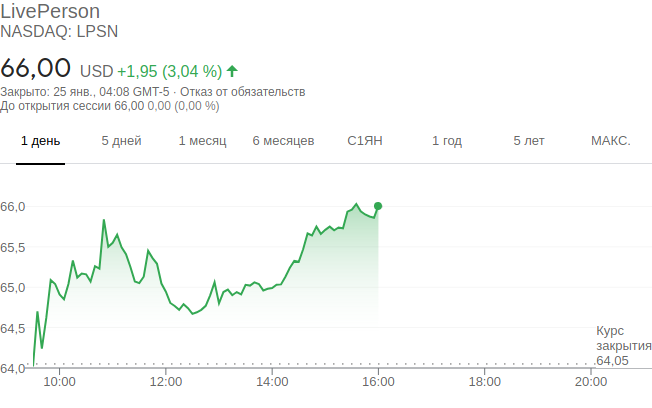 LivePerson
NASDAQ: LPSN
66,00 USD +1,95 (3,04 %)
Закрыто: 25 янв., 04:08 GMT-5 · Отказ от обязательств
До открытия сессии 66,00 0,00 (0,00 %)
1 день 5 дней 1 месяц 6 месяцев С1ЯН 1 год 5 лет МАКС.
66,0
65,5
65,0
64,5
Курс
закрытия
64,05
64,0
10:00 12:00 14:00 16:00 18:00 20:00